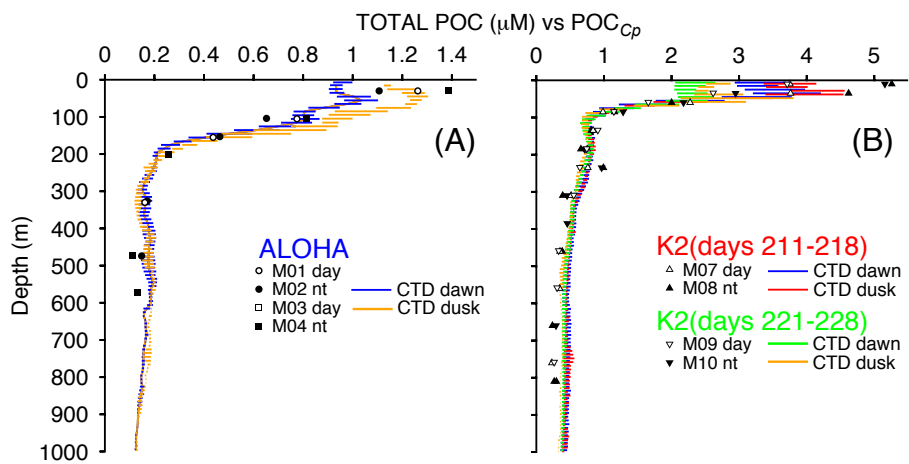 TOTAL POC (μM) vs POC_Cp
0 0.2 0.4 0.6 0.8 1 1.2 1.4
0 1 2 3 4 5
Depth (m)
0
100
200
300
400
500
600
700
800
900
1000
(A)
ALOHA
M01 day
M02 nt
M03 day
M04 nt
CTD dawn
CTD dusk
(B)
K2(days 211-218)
M07 day
M08 nt
CTD dawn
CTD dusk
K2(days 221-228)
M09 day
M10 nt
CTD dawn
CTD dusk